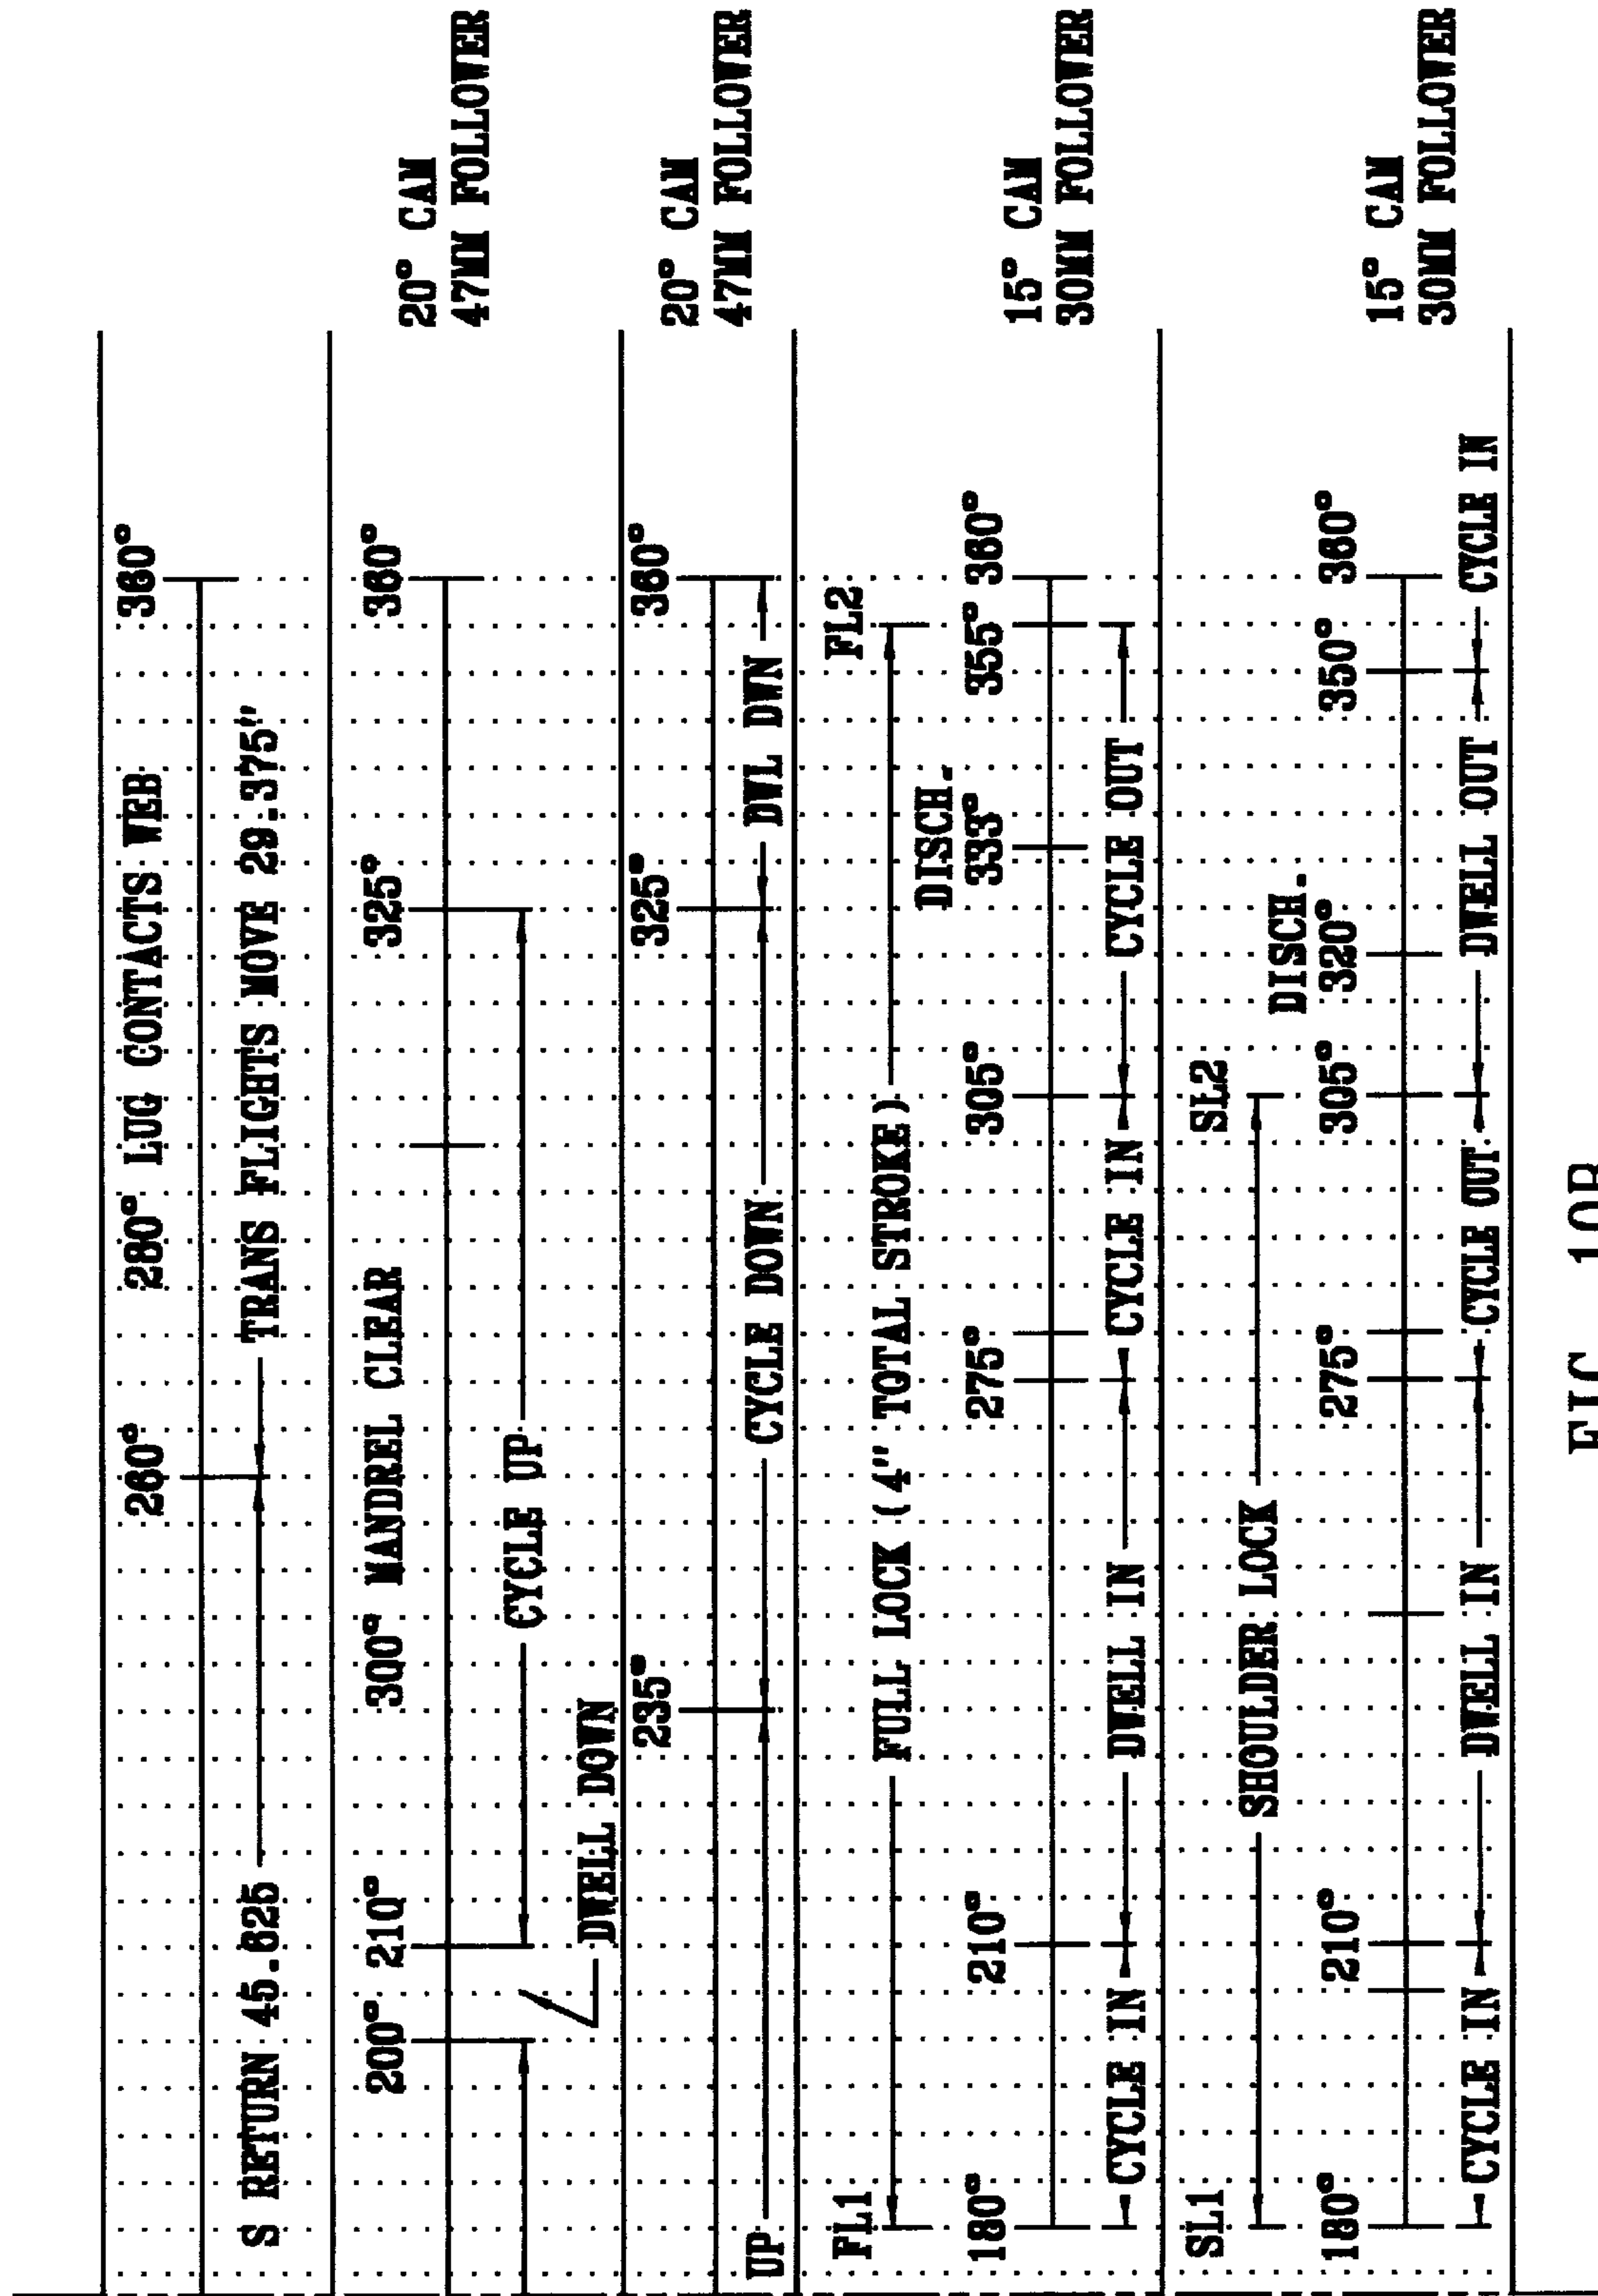 280° LUG CONTACTS WEB
260°
360°
S RETURN 45.825
TRANS FLIGHTS MOVE 29.375"
300° MANDREL CLEAR
200°
210°
325°
360°
20° CAM
47MM FOLLOWER
CYCLE UP
DWELL DOWN
235°
325°
360°
20° CAM
47MM FOLLOWER
UP
CYCLE DOWN
DWL DWN
FL1
FL2
FULL LOCK (4" TOTAL STROKE)
DISCH.
180°
210°
275°
305°
333°
355°
360°
15° CAM
30MM FOLLOWER
CYCLE IN
DWELL IN
CYCLE IN
CYCLE OUT
SL1
SL2
SHOULDER LOCK
DISCH.
180°
210°
275°
305°
320°
350°
360°
15° CAM
30MM FOLLOWER
CYCLE IN
DWELL IN
CYCLE OUT
DWELL OUT
CYCLE IN